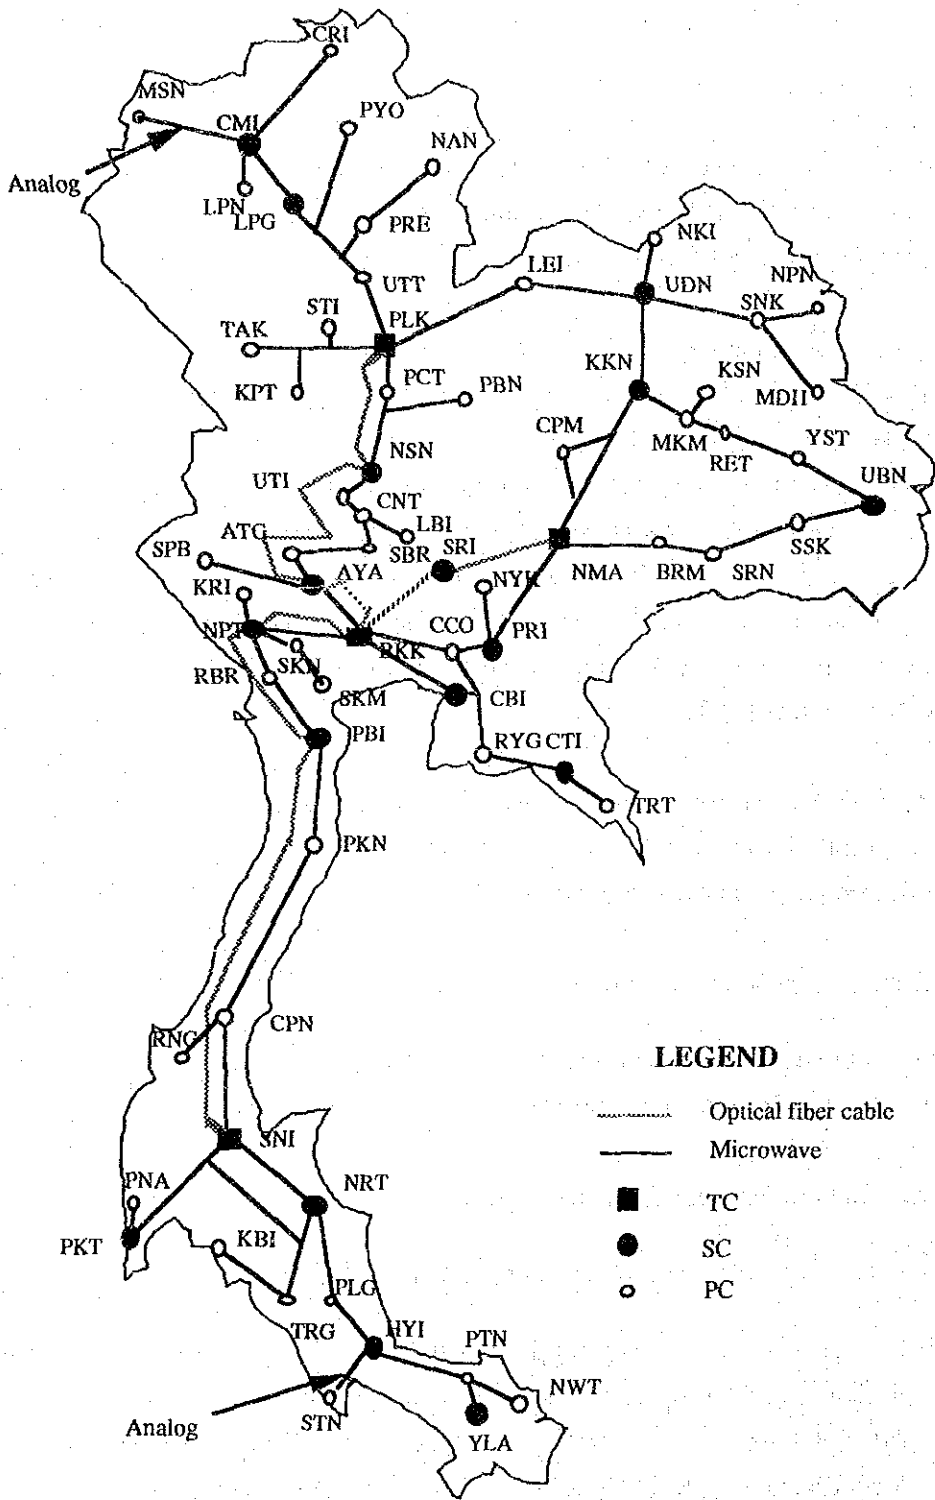 CRI
MSN
PYO
CMI
NAN
Analog
LPN
LPG
PRE
NKI
LEI
UTT
UDN
NPN
STI
PLK
SNK
TAK
KKN
KSN
KPT
PCT
PBN
MDH
CPM
MKM
YST
RET
NSN
UBN
UTI
CNT
ATG
LBI
SPB
SBR
SRI
SSK
AYA
NYK
NMA
BRM
SRN
KRI
NPT
CCO
PRI
BKK
RBR
SKN
SKM
CBI
PBI
RYG CTI
TRT
PKN
CPN
RNG
LEGEND
Optical fiber cable
SNI
Microwave
PNA
NRT
TC
PKT
KBI
SC
PLG
PC
TRG
HYI
PTN
NWT
Analog
STN
YLA